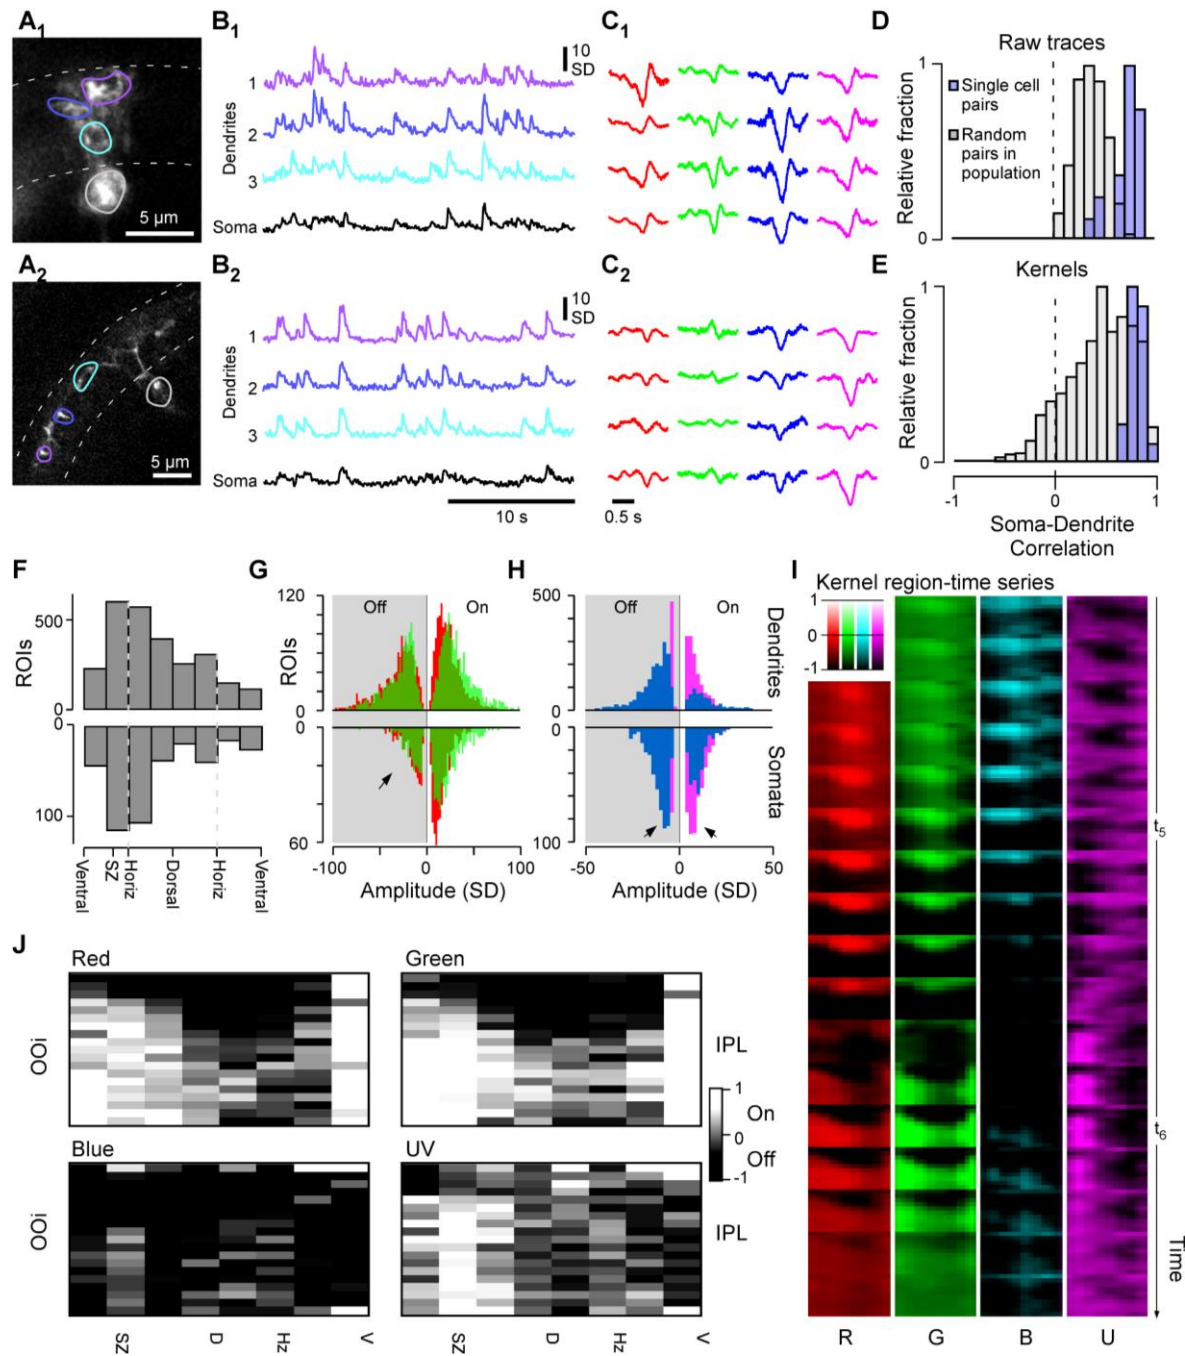 A1
B1
C1
D
10
SD
Raw traces
1
Single cell
pairs
Random
pairs in
population
Relative fraction
0
Dendrites
1
2
3
Soma
5 µm
A2
B2
C2
E
10
SD
Kernels
1
Relative fraction
0
Dendrites
1
2
3
Soma
5 µm
10 s
0.5 s
-1
0
1
Soma-Dendrite
Correlation
F
500
ROIs
0
0
100
Ventral
SZ
Horiz
Dorsal
Horiz
Ventral
G
120
Off
On
ROIs
0
0
60
-100
0
100
Amplitude (SD)
H
500
Off
On
Dendrites
0
0
Somata
100
-50
0
50
Amplitude (SD)
I
Kernel region-time series
1
0
-1
t5
t6
Time
R
G
B
U
J
Red
Green
OOi
IPL
1
On
0
Off
-1
Blue
UV
OOi
IPL
SZ
D
Hz
V
SZ
D
Hz
V